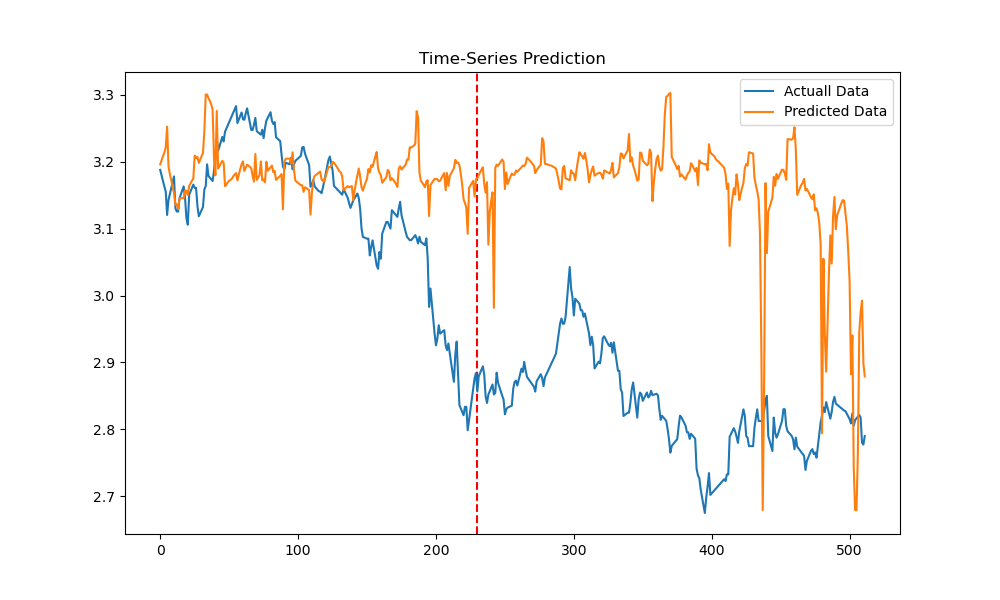 Time-Series Prediction
Actuall Data
Predicted Data
3.3
3.2
3.1
3.0
2.9
2.8
2.7
0 100 200 300 400 500